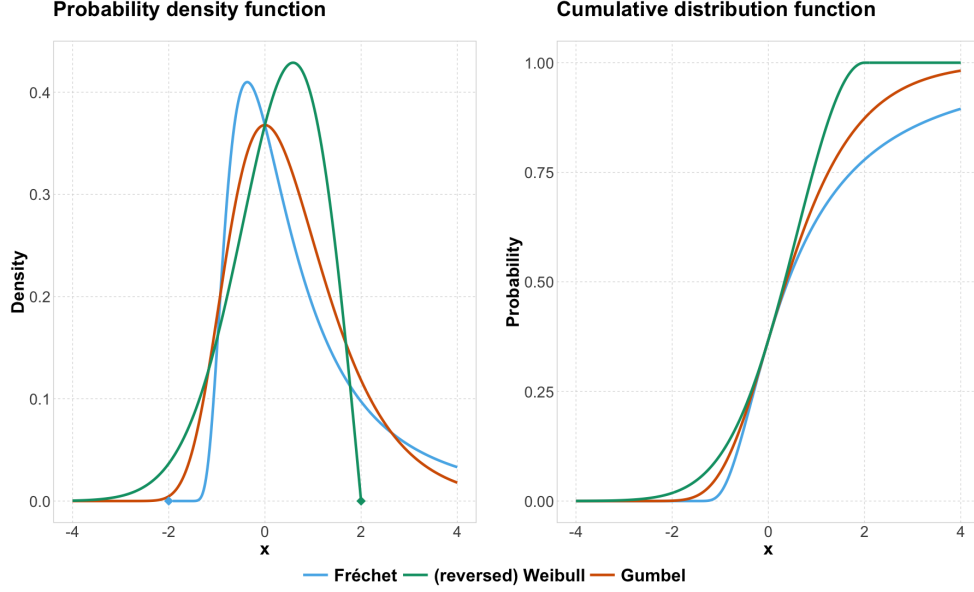 Probability density function
Density
0.4
0.3
0.2
0.1
0.0
-4 -2 0 2 4
x
Cumulative distribution function
Probability
1.00
0.75
0.50
0.25
0.00
-4 -2 0 2 4
x
Fréchet (reversed) Weibull Gumbel